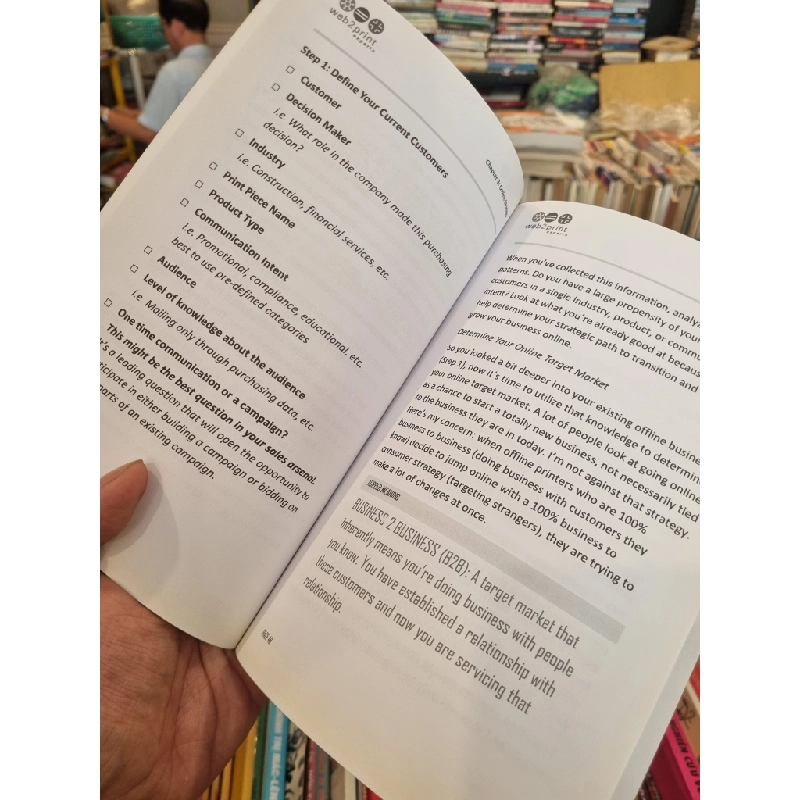 web2print
experts
Step 1: Define Your Current Customers
Customer
Decision Maker
i.e. What role in the company made this purchasing
decision?
Industry
i.e. Construction, financial services, etc.
Print Piece Name
Product Type
Communication Intent
i.e. Promotional, compliance, educational, etc.
best to use pre-defined categories
Audience
Level of knowledge about the audience
i.e. Mailing only through purchasing data, etc.
One time communication or a campaign?
This might be the best question in your sales arsenal.
a leading question that will open the opportunity to
in either building a campaign or bidding on
parts of an existing campaign.
web2print
experts
When you've collected this information,
patterns. Do you have a large propensity of your
customers in a single industry, product, or
intent? Look at what you're already good at because
help determine your strategic path to transition and
grow your business online.
Determine Your Online Target Market
So you looked a bit deeper into your existing offline
(Step 1), now it's time to utilize that knowledge to
your online target market. A lot of people look at going online
as a chance to start a totally new business, not necessarily tied
to the business they are in today. I'm not against that strategy.
Here's my concern: when offline printers who are 100%
business to business (doing business with customers they
know) decide to jump online with a 100% business to
consumer strategy (targeting strangers), they are trying to
make a lot of changes at once.
BUSINESS 2 BUSINESS (B2B): A target market that
inherently means you're doing business with people
you know. You have established a relationship with
these customers and now you are servicing that
relationship.